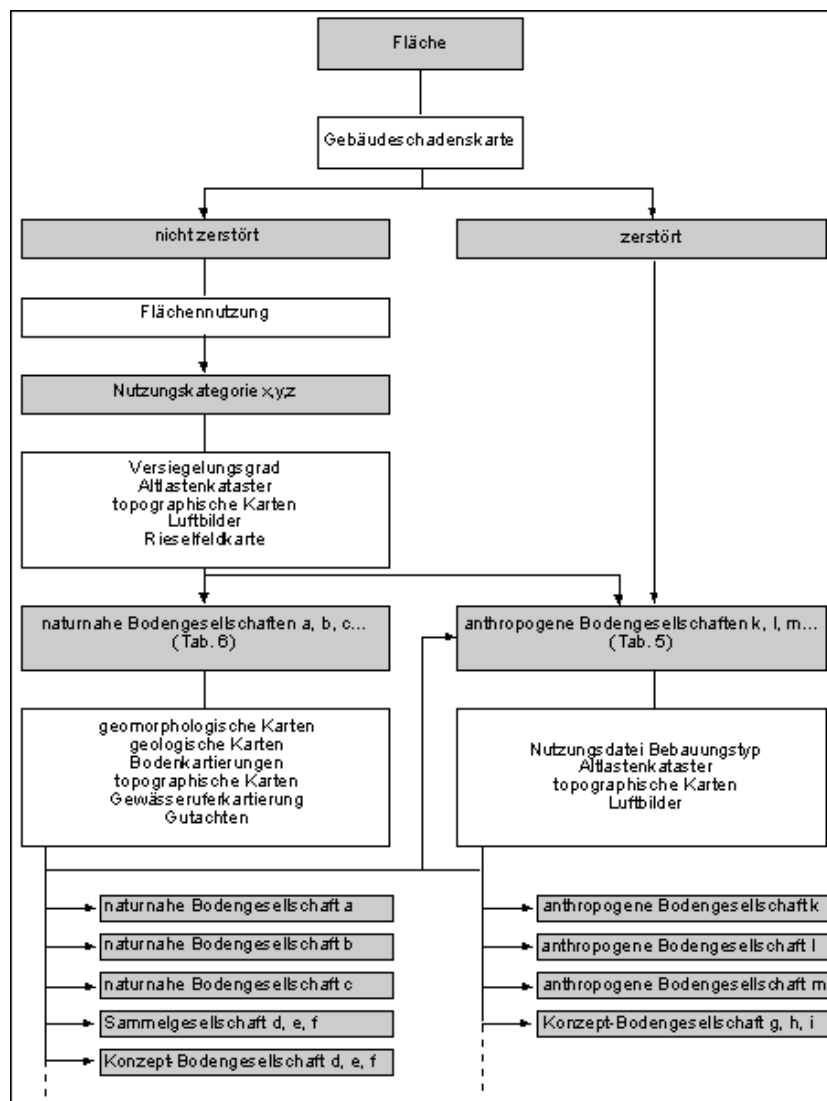 Fläche
Gebäudeschadenskarte
nicht zerstört
zerstört
Flächennutzung
Nutzungskategorie x,y,z
Versiegelungsgrad
Altlastenkataster
topographische Karten
Luftbilder
Rieselfeldkarte
naturnahe Bodengesellschaften a, b, c...
(Tab. 6)
anthropogene Bodengesellschaften k, l, m...
(Tab. 5)
geomorphologische Karten
geologische Karten
Bodenkartierungen
topographische Karten
Gewässeruferkartierung
Gutachten
Nutzungsdatei Bebauungstyp
Altlastenkataster
topographische Karten
Luftbilder
naturnahe Bodengesellschaft a
naturnahe Bodengesellschaft b
naturnahe Bodengesellschaft c
Sammelgesellschaft d, e, f
Konzept-Bodengesellschaft d, e, f
anthropogene Bodengesellschaft k
anthropogene Bodengesellschaft l
anthropogene Bodengesellschaft m
Konzept-Bodengesellschaft g, h, i